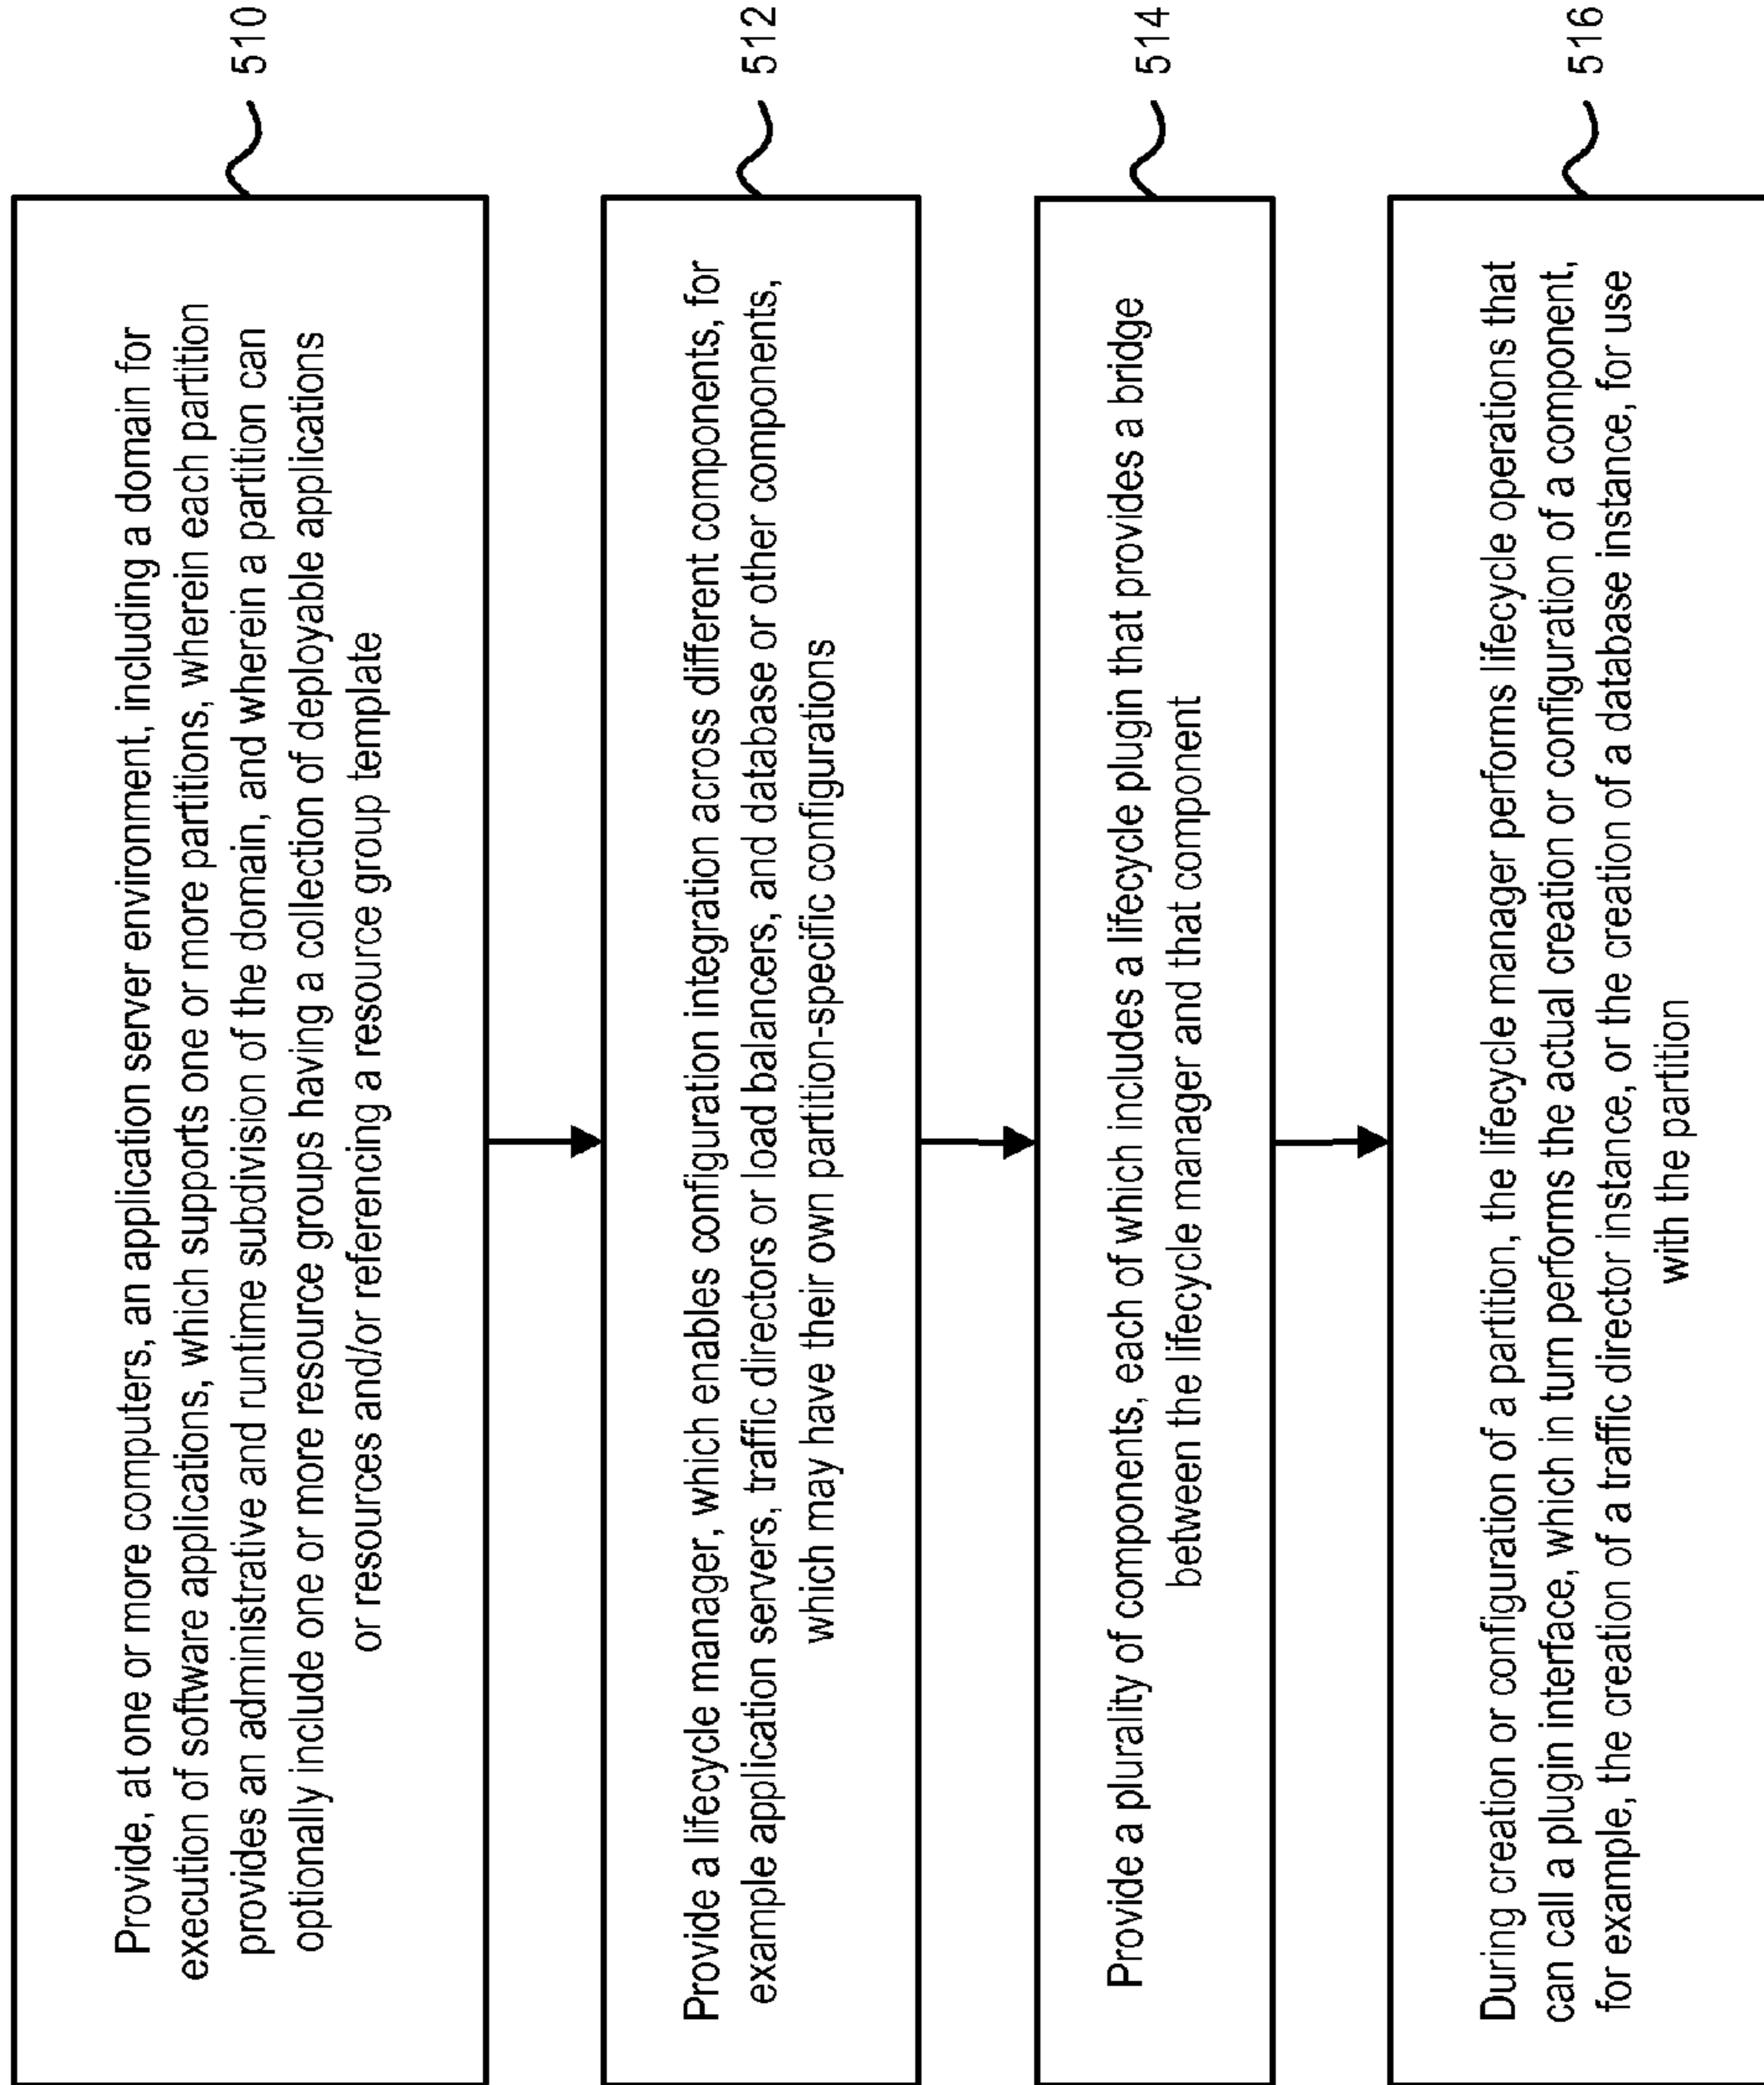 Provide, at one or more computers, an application server environment, including a domain for
execution of software applications, which supports one or more partitions, wherein each partition
provides an administrative and runtime subdivision of the domain, and wherein a partition can
optionally include one or more resource groups having a collection of deployable applications
or resources and/or referencing a resource group template
510
Provide a lifecycle manager, which enables configuration integration across different components, for
example application servers, traffic directors or load balancers, and database or other components,
which may have their own partition-specific configurations
512
Provide a plurality of components, each of which includes a lifecycle plugin that provides a bridge
between the lifecycle manager and that component
514
During creation or configuration of a partition, the lifecycle manager performs lifecycle operations that
can call a plugin interface, which in turn performs the actual creation or configuration of a component,
for example, the creation of a traffic director instance, or the creation of a database instance, for use
with the partition
516